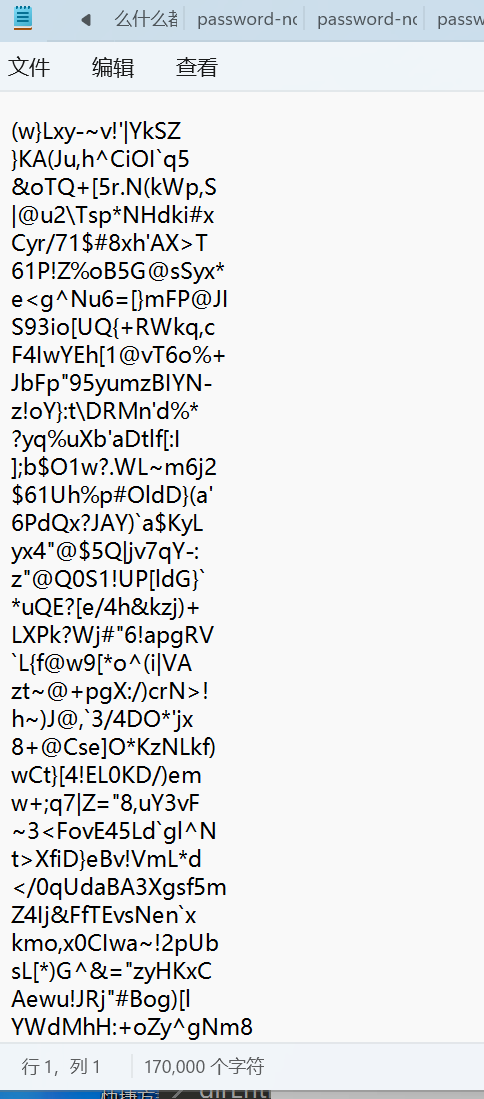 么什么都
password-no
password-no
passw
文件 编辑 查看
(w}Lxy-~v!'|YkSZ
}KA(Ju,h^CiOI`q5
&oTQ+[5r.N(kWp,S
|@u2\Tsp*NHdki#x
Cyr/71$#8xh'AX>T
61P!Z%oB5G@sSyx*
e<g^Nu6=[}mFP@JI
S93io[UQ{+RWkq,c
F4IwYEh[1@vT6o%+
JbFp"95yumzBIYN-
z!oY}:t\DRMn'd%*
?yq%uXb'aDtlf[:I
];b$O1w?.WL~m6j2
$61Uh%p#OldD}(a'
6PdQx?JAY)`a$KyL
yx4"@$5Q|jv7qY-:
z"@Q0S1!UP[ldG}`
*uQE?[e/4h&kzj)+
LXPk?Wj#"6!apgRV
`L{f@w9[*o^(i|VA
zt~@+pgX:/)crN>!
h~)J@,`3/4DO*'jx
8+@Cse]O*KzNLkf)
wCt}[4!EL0KD/)em
w+;q7|Z="8,uY3vF
~3<FovE45Ld`gl^N
t>XfiD}eBv!VmL*d
</0qUdaBA3Xgsf5m
Z4Ij&FfTEvsNen`x
kmo,x0CIwa~!2pUb
sL[*)G^&="zyHKxC
Aewu!JRj"#Bog)[l
YWdMhH:+oZy^gNm8
行 1，列 1 170,000 个字符